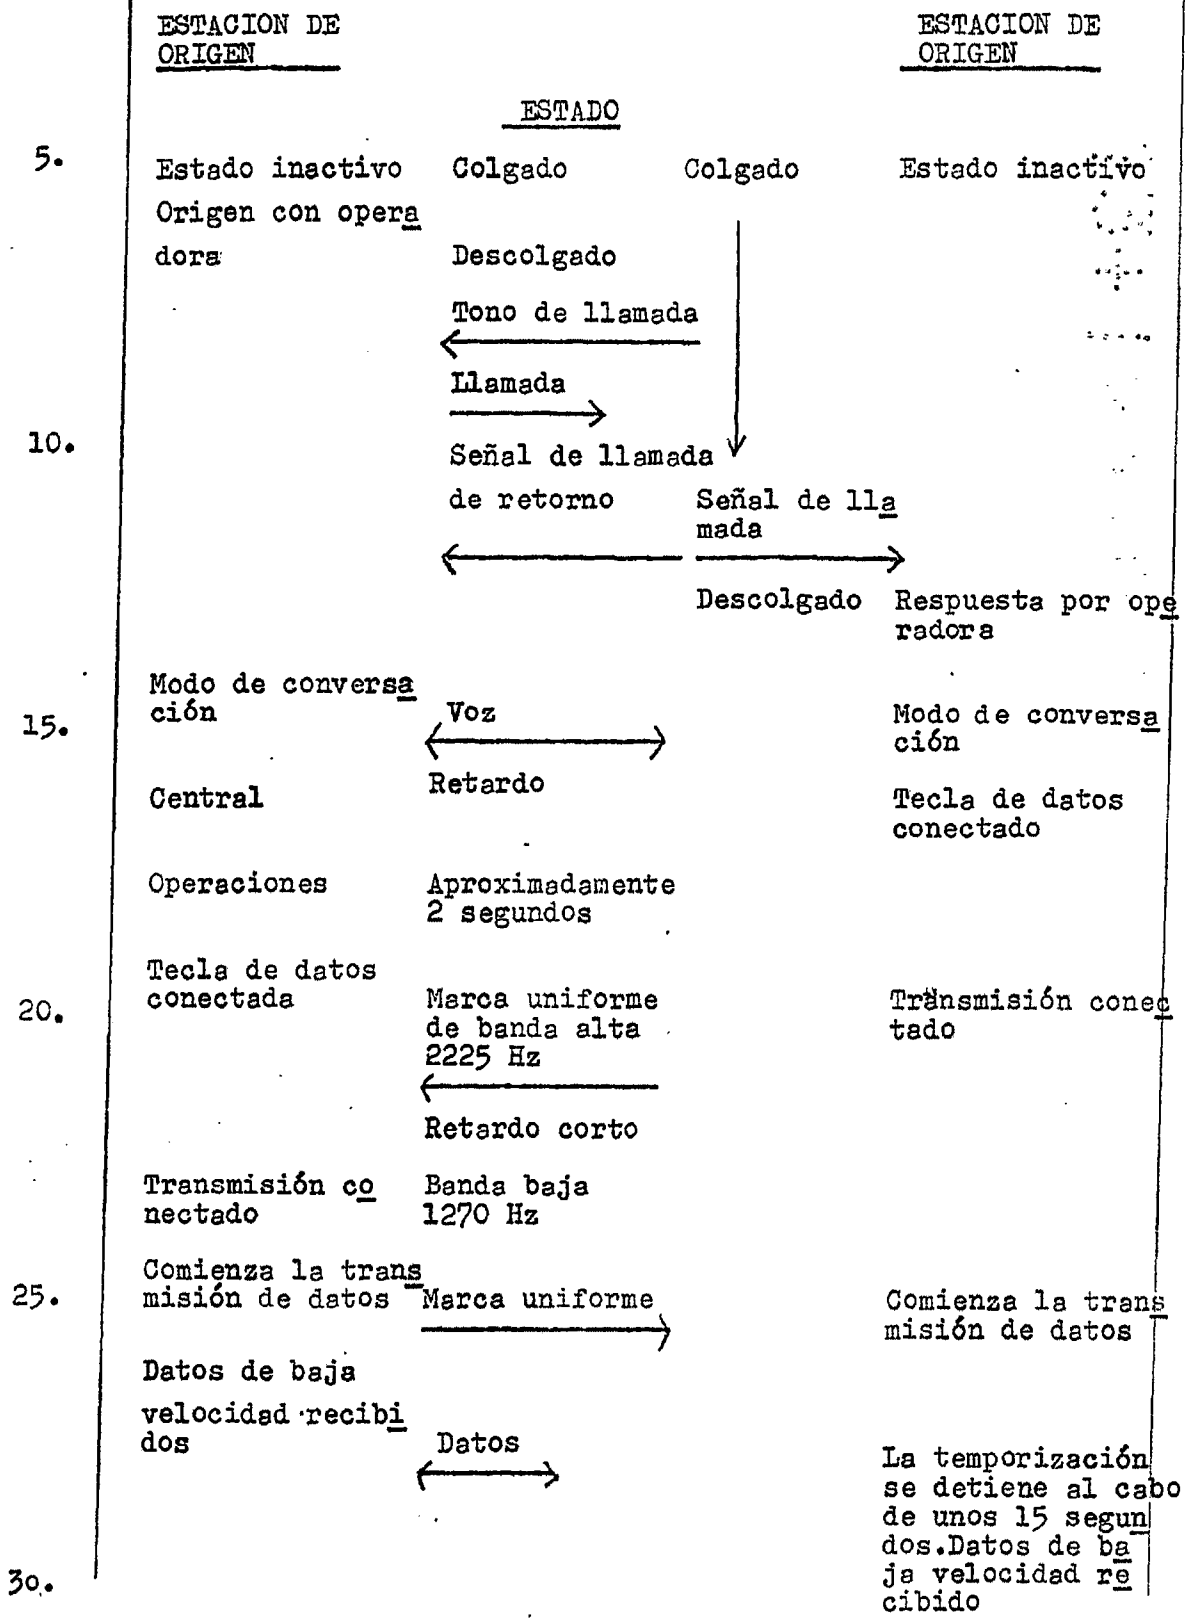 ESTACION DE
ORIGEN
ESTACION DE
ORIGEN
ESTADO
5.
Estado inactivo
Colgado
Colgado
Estado inactivo
Origen con opera
dora
Descolgado
Tono de llamada
Llamada
10.
Señal de llamada
de retorno
Señal de lla
mada
Descolgado
Respuesta por ope
radora
Modo de conversa
ción
15.
Voz
Modo de conversa
ción
Retardo
Central
Tecla de datos
conectado
Operaciones
Aproximadamente
2 segundos
Tecla de datos
conectada
20.
Marca uniforme
de banda alta
2225 Hz
Transmisión conec
tado
Retardo corto
Transmisión co
nectado
Banda baja
1270 Hz
Comienza la trans
misión de datos
25.
Marca uniforme
Comienza la trans
misión de datos
Datos de baja
velocidad recibi
dos
Datos
La temporización
se detiene al cabo
de unos 15 segun
dos.Datos de ba
ja velocidad re
cibido
30.